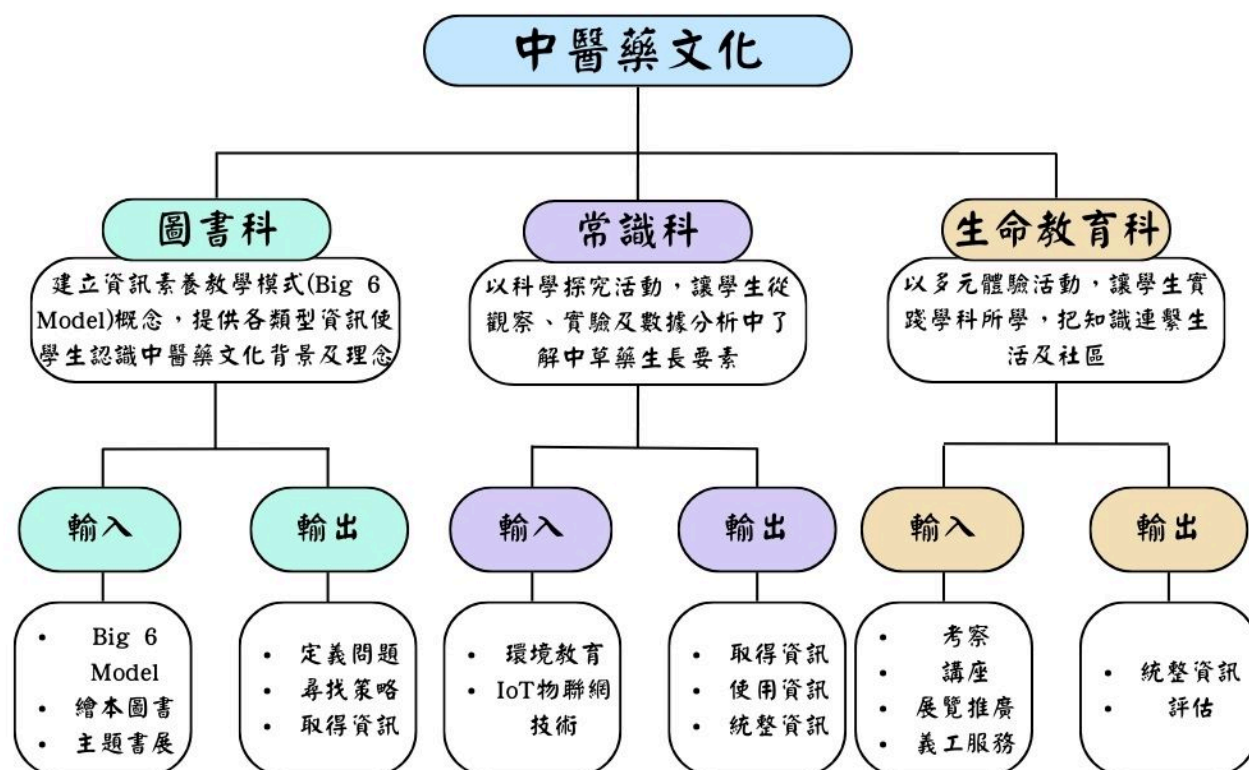 中醫藥文化
圖書科
建立資訊素養教學模式(Big 6
Model)概念，提供各類型資訊使
學生認識中醫藥文化背景及理念
輸入
• Big 6
Model
• 繪本圖書
• 主題書展
輸出
• 定義問題
• 尋找策略
• 取得資訊
常識科
以科學探究活動，讓學生從
觀察、實驗及數據分析中了
解中草藥生長要素
輸入
• 環境教育
• IoT物聯網
技術
輸出
• 取得資訊
• 使用資訊
• 統整資訊
生命教育科
以多元體驗活動，讓學生實
踐學科所學，把知識連繫生
活及社區
輸入
• 考察
• 講座
• 展覽推廣
• 義工服務
輸出
• 統整資訊
• 評估